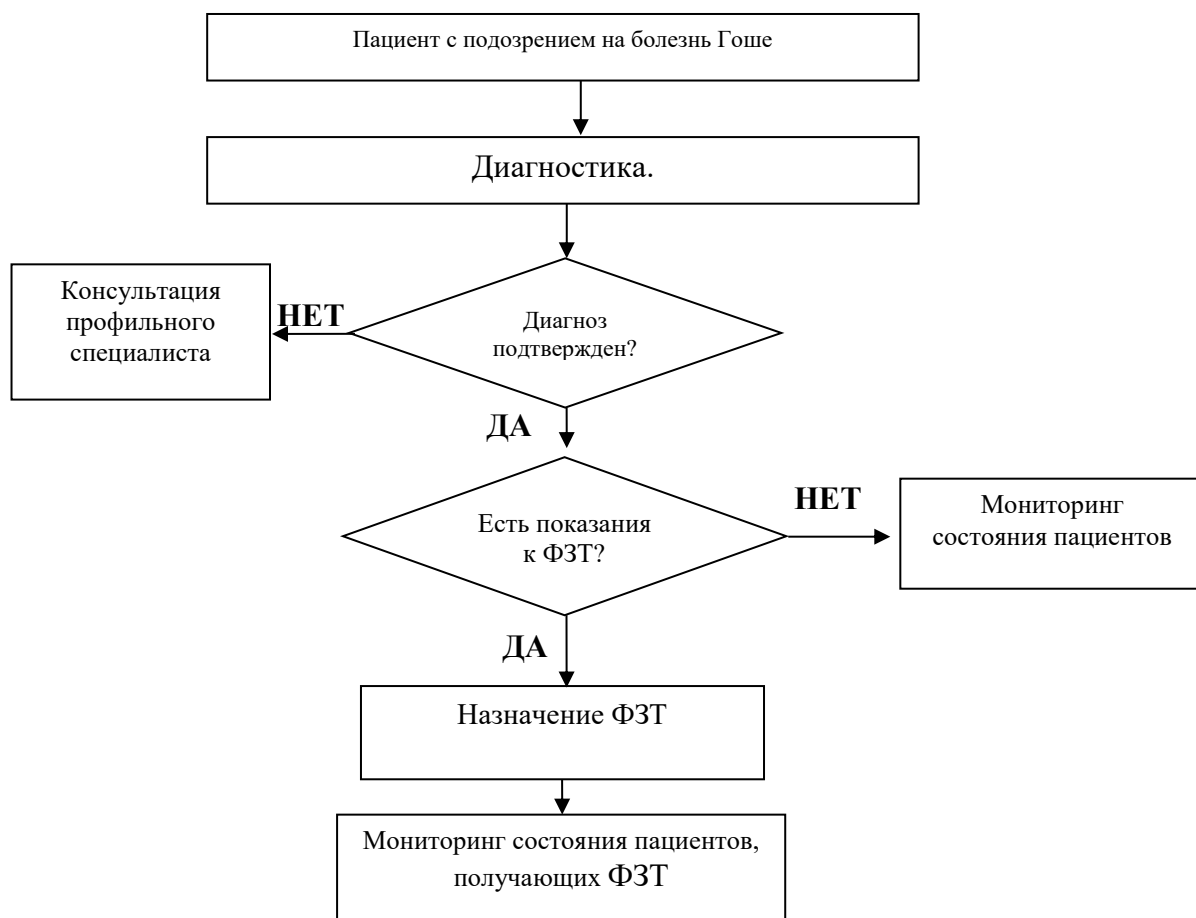 Пациент с подозрением на болезнь Гоше
Диагностика.
Консультация
профильного
специалиста
НЕТ
Диагноз
подтвержден?
ДА
Есть показания
к ФЗТ?
НЕТ
Мониторинг
состояния пациентов
ДА
Назначение ФЗТ
Мониторинг состояния пациентов,
получающих ФЗТ